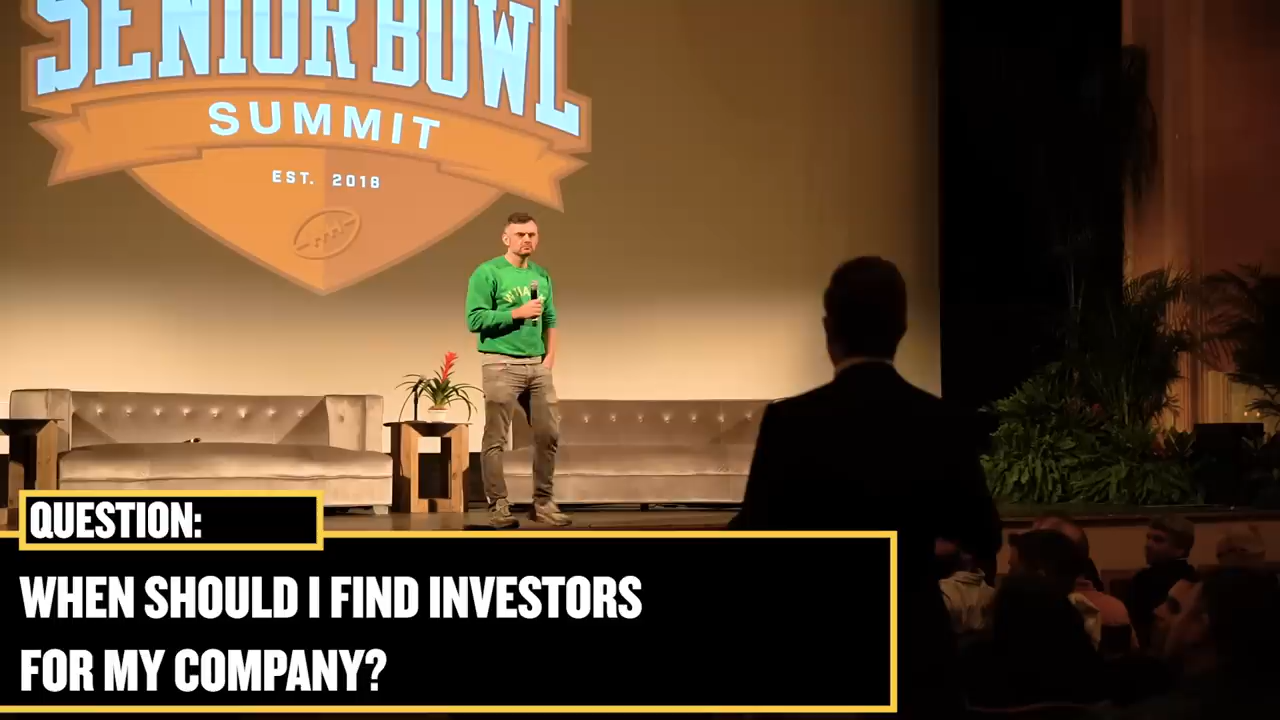 SENIOR BOWL
SUMMIT
EST. 2018
QUESTION:
WHEN SHOULD I FIND INVESTORS
FOR MY COMPANY?